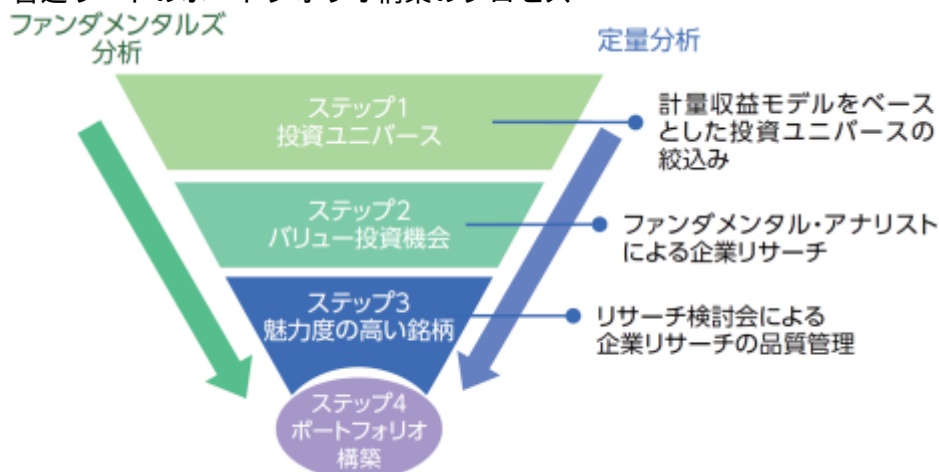 ファンダメンタルズ
分析
定量分析
ステップ1
投資ユニバース
計量収益モデルをベース
とした投資ユニバースの
絞込み
ステップ2
バリュー投資機会
ファンダメンタル・アナリスト
による企業リサーチ
ステップ3
魅力度の高い銘柄
リサーチ検討会による
企業リサーチの品質管理
ステップ4
ポートフォリオ
構築